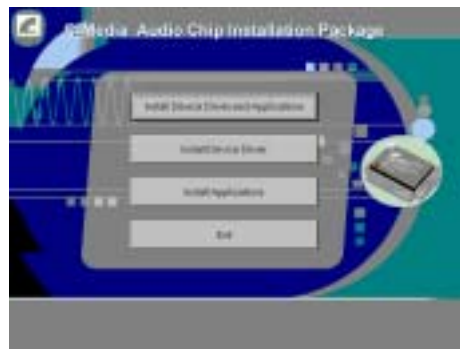 C-Media Audio Chip Installation Package
Install Device Driver and Applications
Install Device Driver
Install Applications
Exit